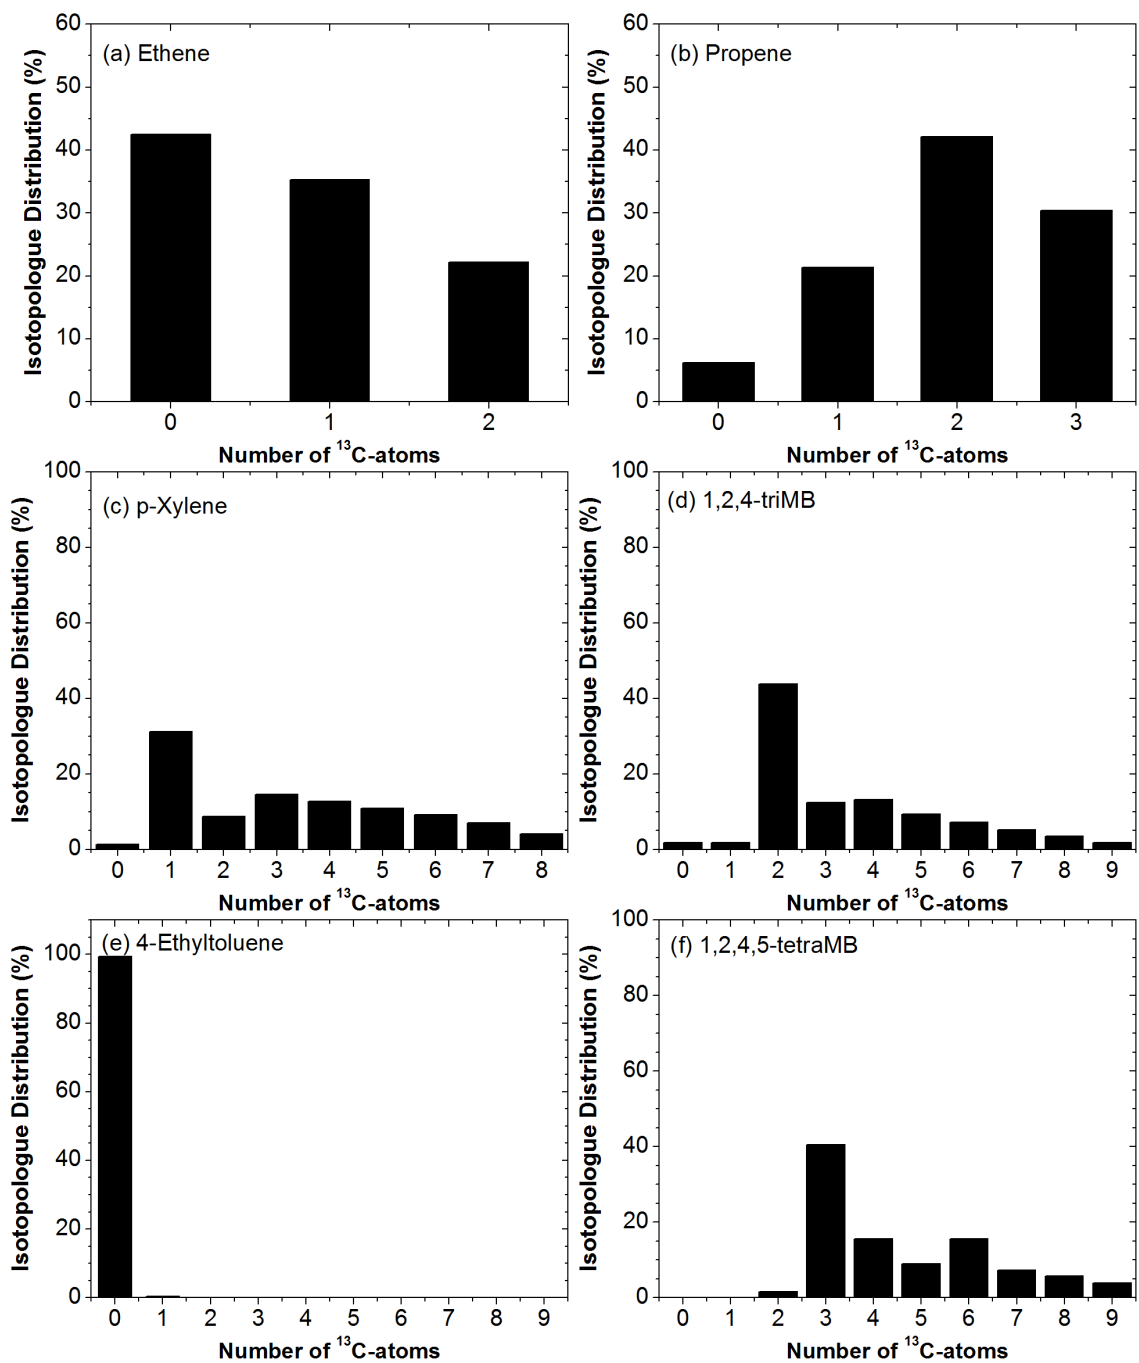 (a) Ethene
Isotopologue Distribution (%)
60
50
40
30
20
10
0
0 1 2
Number of ¹³C-atoms
(b) Propene
Isotopologue Distribution (%)
60
50
40
30
20
10
0
0 1 2 3
Number of ¹³C-atoms
(c) p-Xylene
Isotopologue Distribution (%)
100
80
60
40
20
0
0 1 2 3 4 5 6 7 8
Number of ¹³C-atoms
(d) 1,2,4-triMB
Isotopologue Distribution (%)
100
80
60
40
20
0
0 1 2 3 4 5 6 7 8 9
Number of ¹³C-atoms
(e) 4-Ethyltoluene
Isotopologue Distribution (%)
100
80
60
40
20
0
0 1 2 3 4 5 6 7 8 9
Number of ¹³C-atoms
(f) 1,2,4,5-tetraMB
Isotopologue Distribution (%)
100
80
60
40
20
0
0 1 2 3 4 5 6 7 8 9
Number of ¹³C-atoms